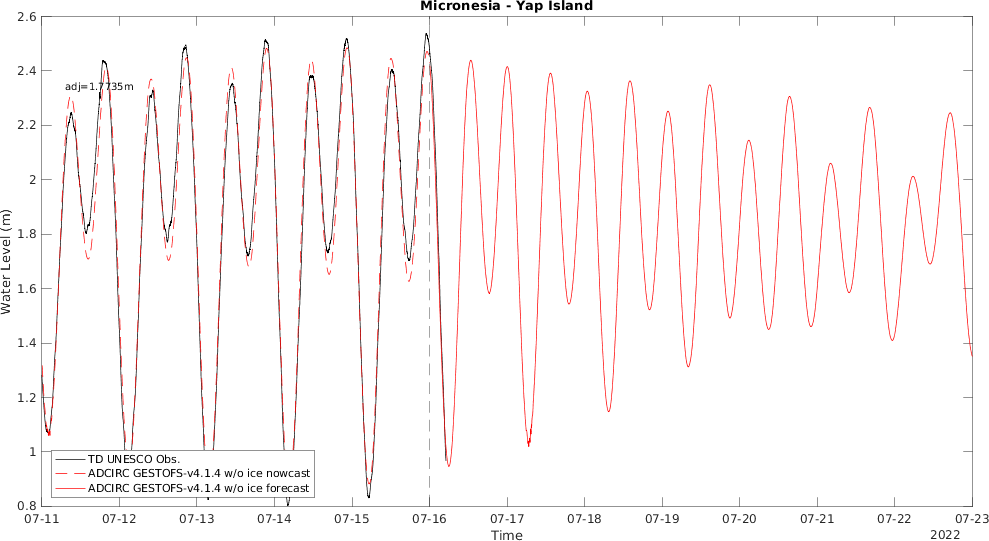 Micronesia - Yap Island
2.6
2.4
adj=1.7735m
2.2
2
1.8
Water Level (m)
1.6
1.4
1.2
1
TD UNESCO Obs.
ADCIRC GESTOFS-v4.1.4 w/o ice nowcast
ADCIRC GESTOFS-v4.1.4 w/o ice forecast
0.8
07-11 07-12 07-13 07-14 07-15 07-16 07-17 07-18 07-19 07-20 07-21 07-22 07-23
Time
2022